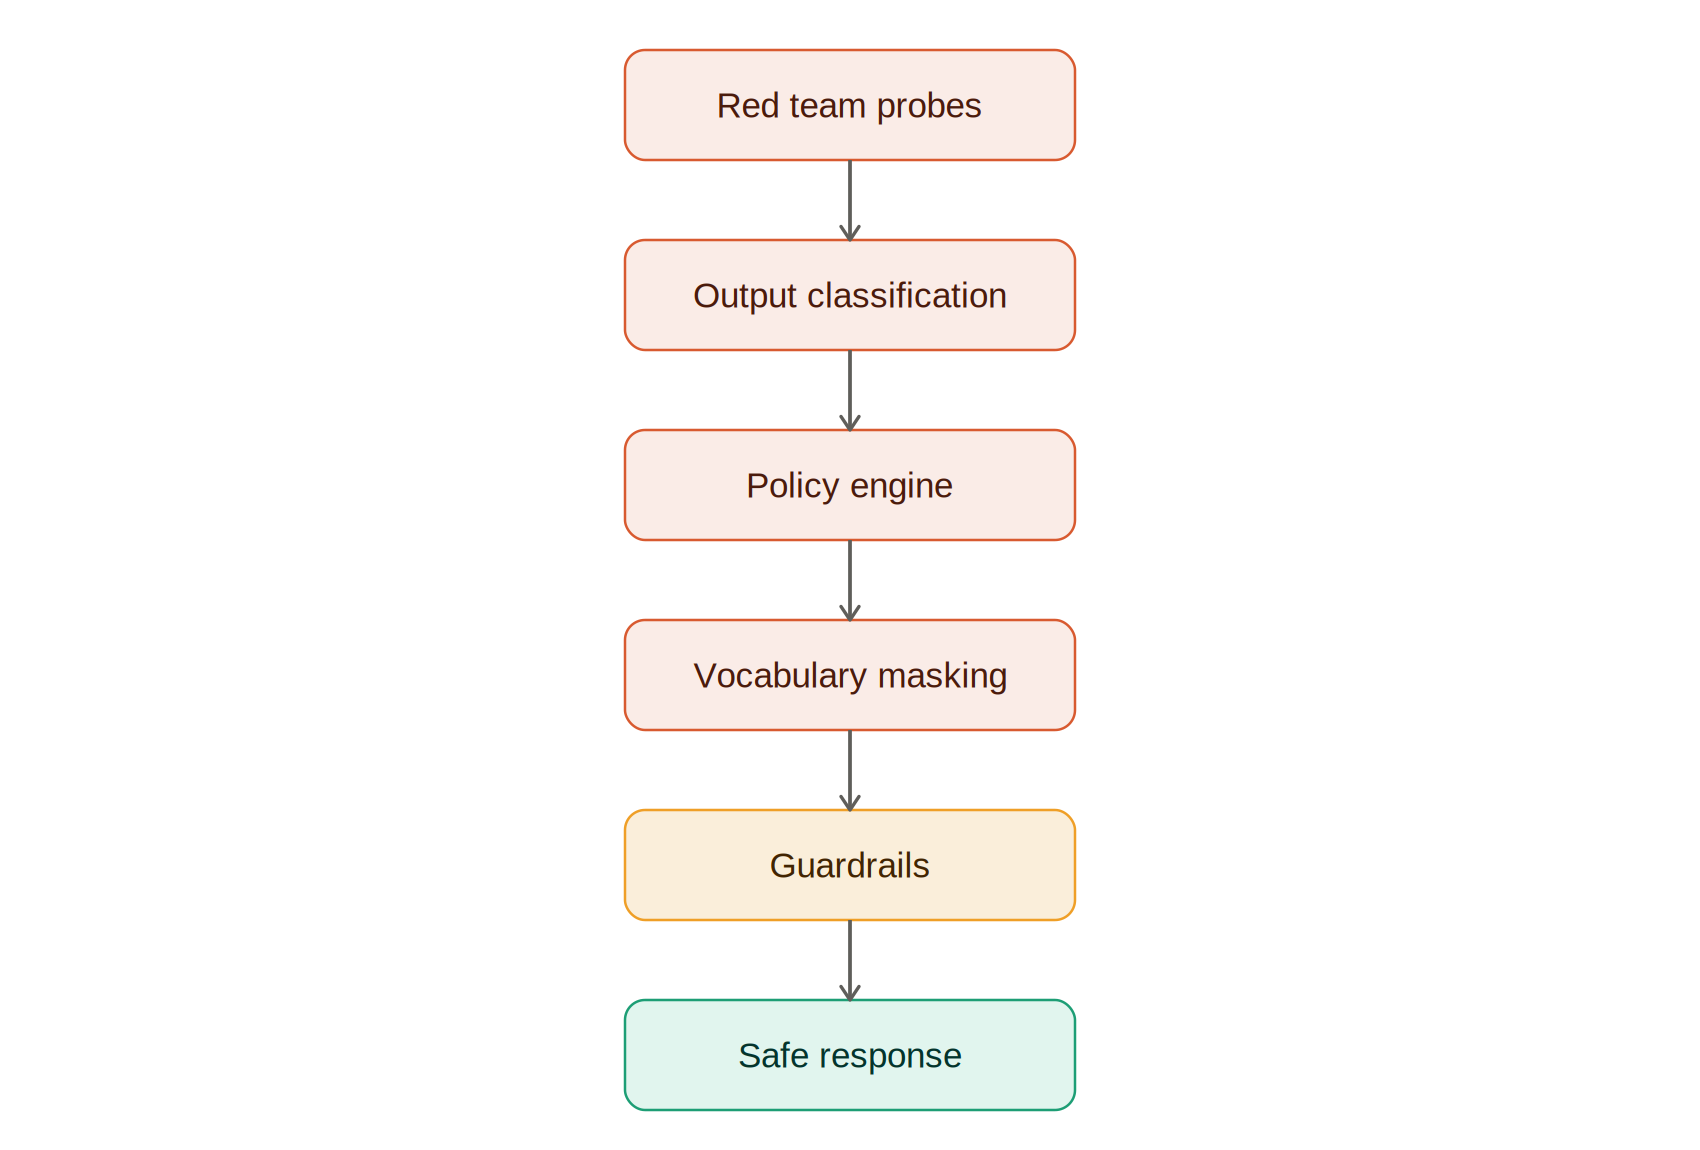 Red team probes
Output classification
Policy engine
Vocabulary masking
Guardrails
Safe response